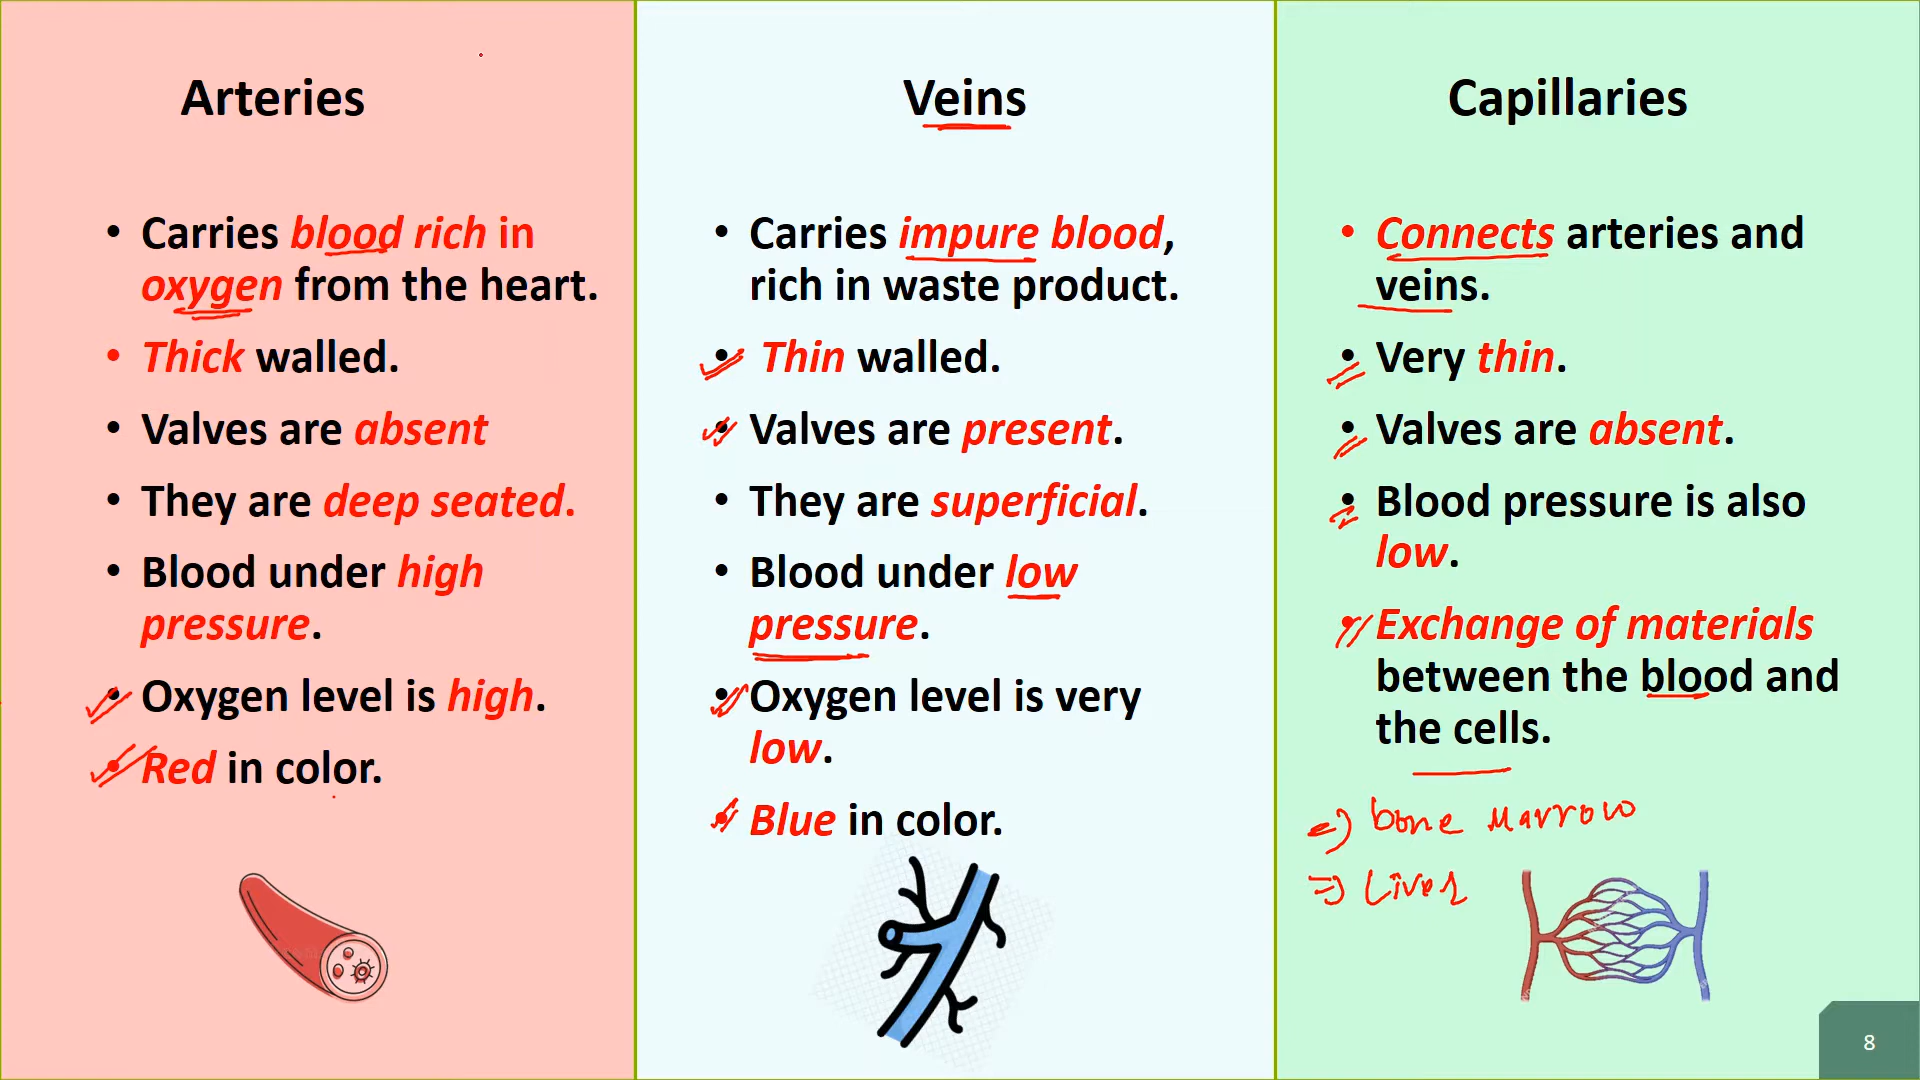 Arteries
• Carries blood rich in
oxygen from the heart.
• Thick walled.
• Valves are absent
• They are deep seated.
• Blood under high
pressure.
• Oxygen level is high.
• Red in color.
Veins
• Carries impure blood,
rich in waste product.
• Thin walled.
• Valves are present.
• They are superficial.
• Blood under low
pressure.
• Oxygen level is very
low.
• Blue in color.
Capillaries
• Connects arteries and
veins.
• Very thin.
• Valves are absent.
• Blood pressure is also
low.
• Exchange of materials
between the blood and
the cells.
⇒) bone Marrow
⇒) Liver
8